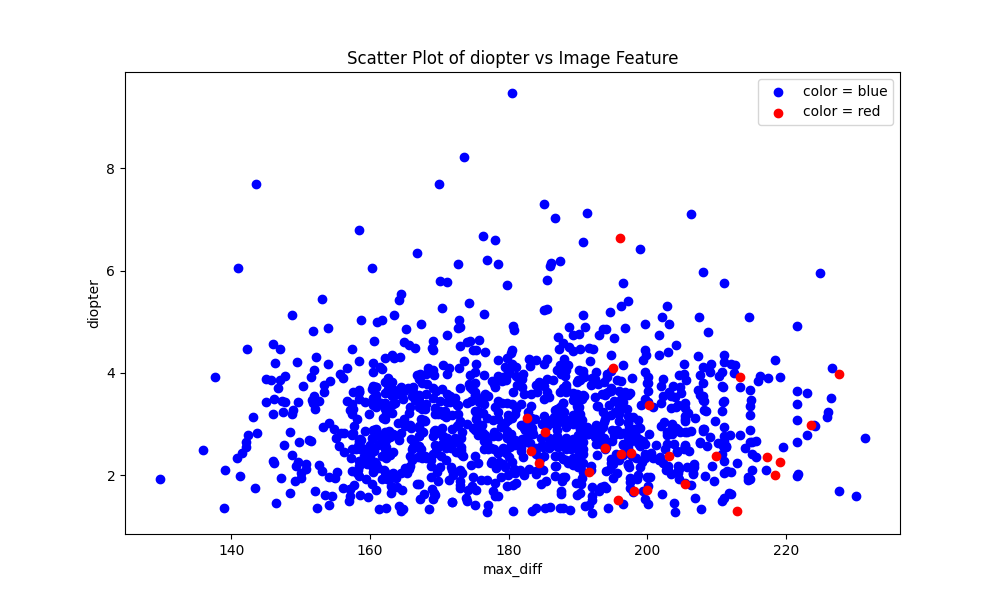 Scatter Plot of diopter vs Image Feature
color = blue
color = red
8
6
4
2
diopter
140 160 180 200 220
max_diff